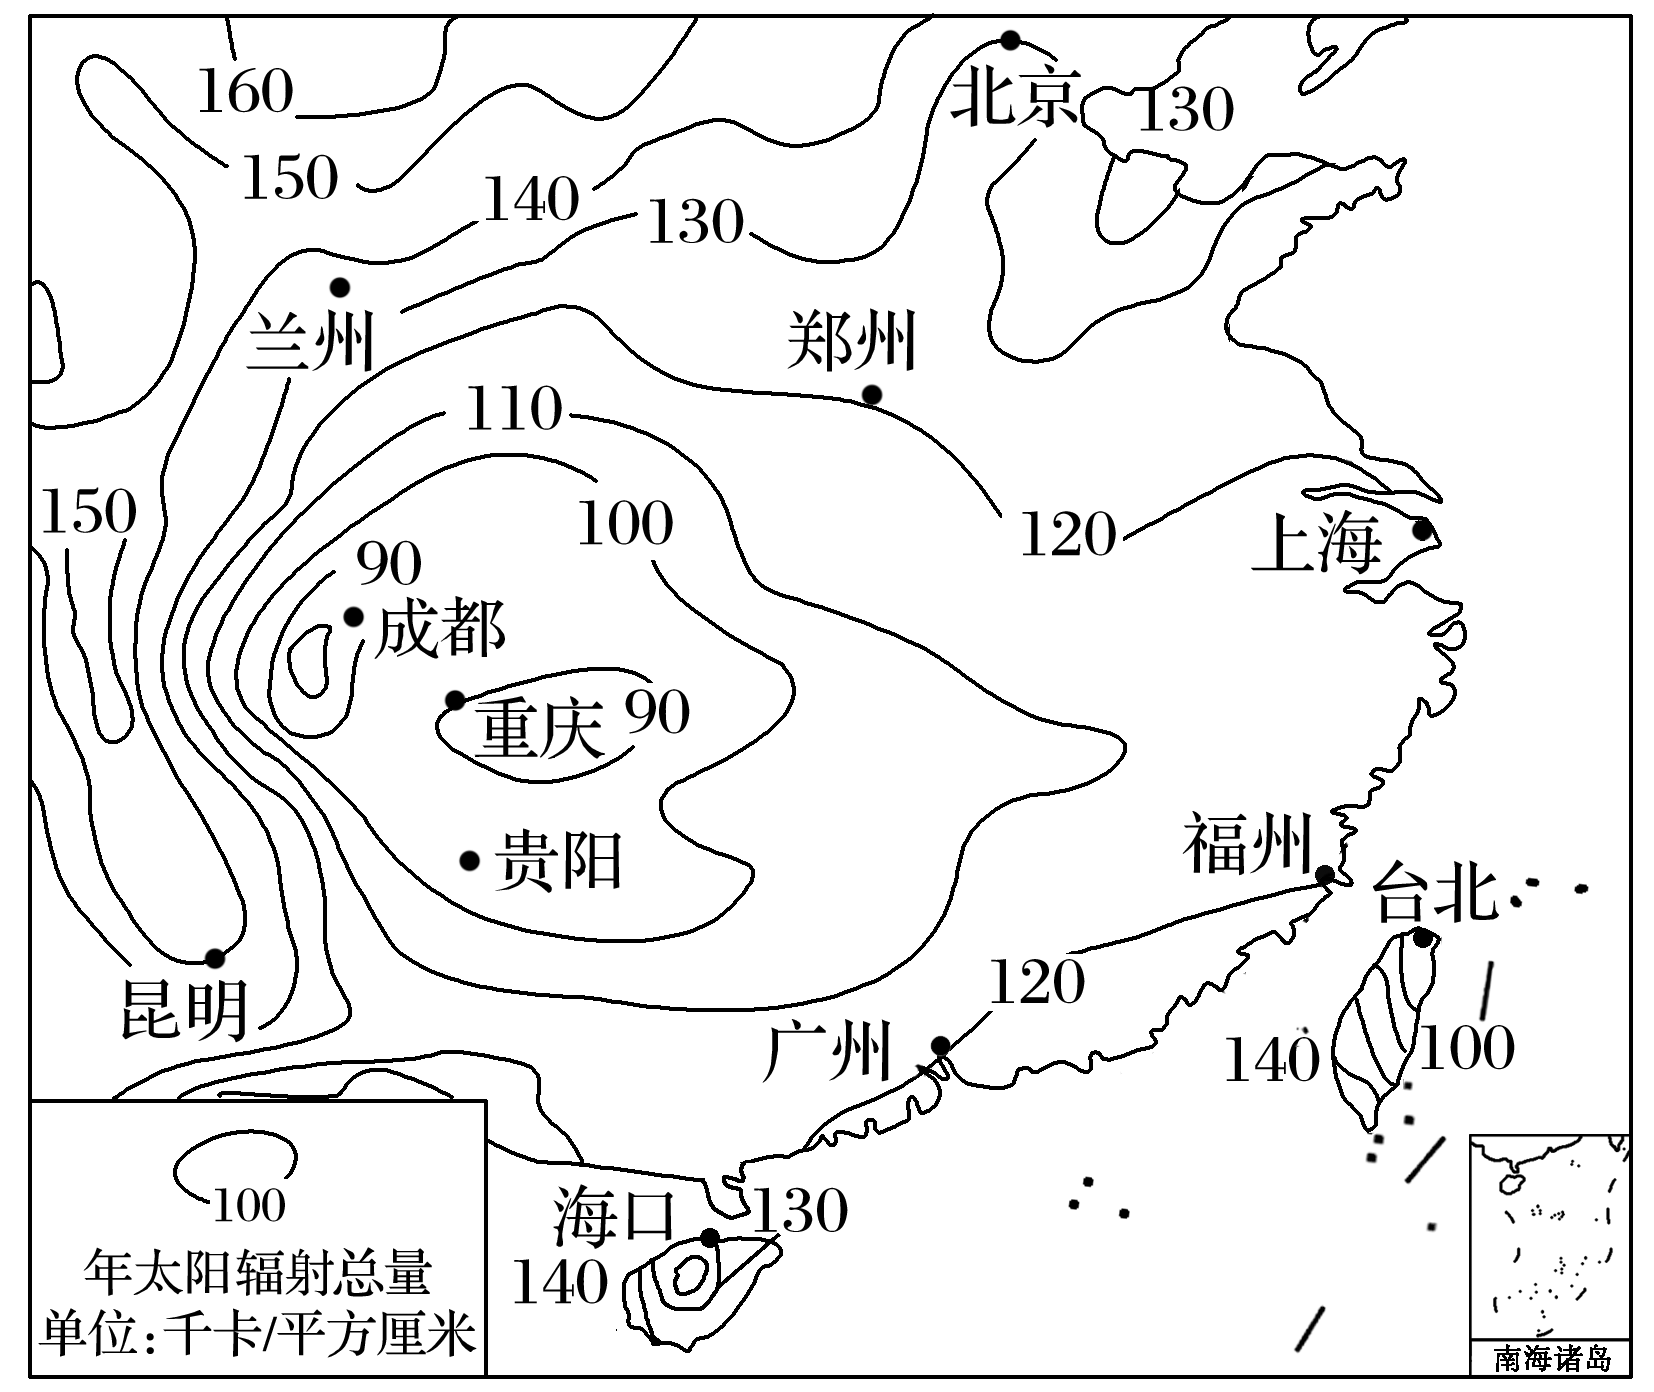 160
北京
130
150
140
130
兰州
郑州
110
150
100
120
上海
90
成都
重庆
90
贵阳
福州
台北
昆明
120
广州
140
100
海口
130
140
100
年太阳辐射总量
单位:千卡/平方厘米
南海诸岛